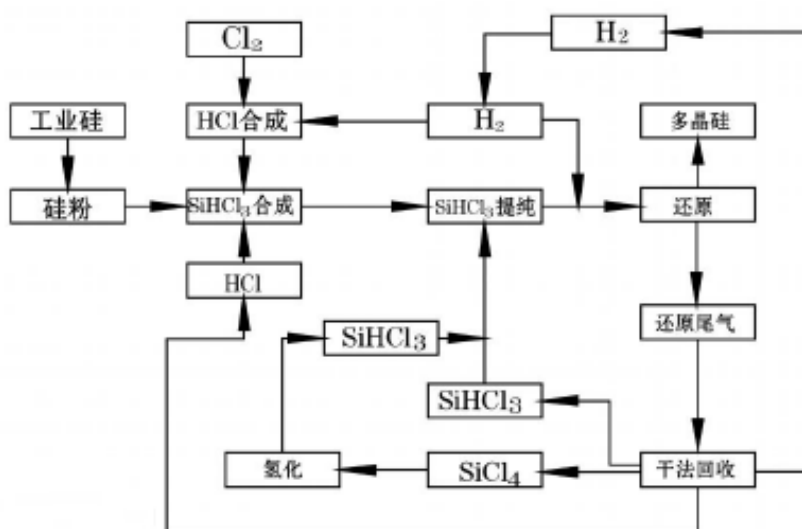 H₂
Cl₂
工业硅
HCl合成
H₂
多晶硅
硅粉
SiHCl₃合成
SiHCl₃提纯
还原
HCl
还原尾气
SiHCl₃
SiHCl₃
氢化
SiCl₄
干法回收